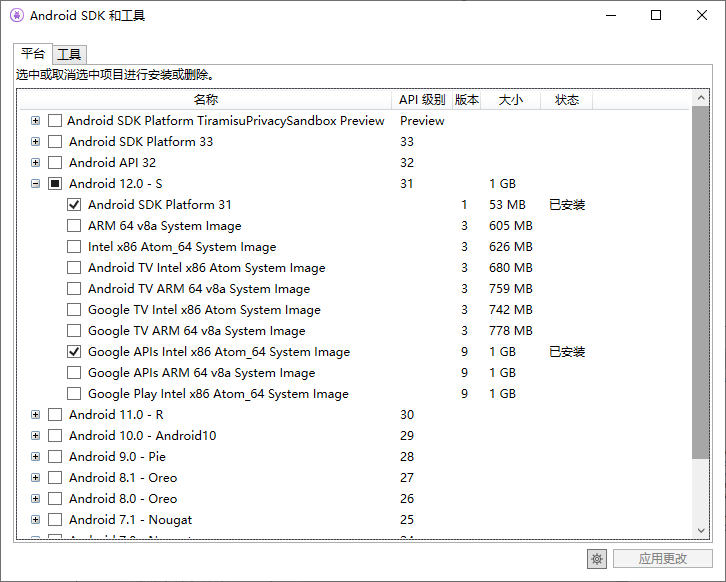 Android SDK 和工具
平台 工具
选中或取消选中项目进行安装或删除。
名称 API 级别 版本 大小 状态
Android SDK Platform TiramisuPrivacySandbox Preview Preview
Android SDK Platform 33 33
Android API 32 32
Android 12.0 - S 31 1 GB
Android SDK Platform 31 1 53 MB 已安装
ARM 64 v8a System Image 3 605 MB
Intel x86 Atom_64 System Image 3 626 MB
Android TV Intel x86 Atom System Image 3 680 MB
Android TV ARM 64 v8a System Image 3 759 MB
Google TV Intel x86 Atom System Image 3 742 MB
Google TV ARM 64 v8a System Image 3 778 MB
Google APIs Intel x86 Atom_64 System Image 9 1 GB 已安装
Google APIs ARM 64 v8a System Image 9 1 GB
Google Play Intel x86 Atom_64 System Image 9 1 GB
Android 11.0 - R 30
Android 10.0 - Android10 29
Android 9.0 - Pie 28
Android 8.1 - Oreo 27
Android 8.0 - Oreo 26
Android 7.1 - Nougat 25
应用更改